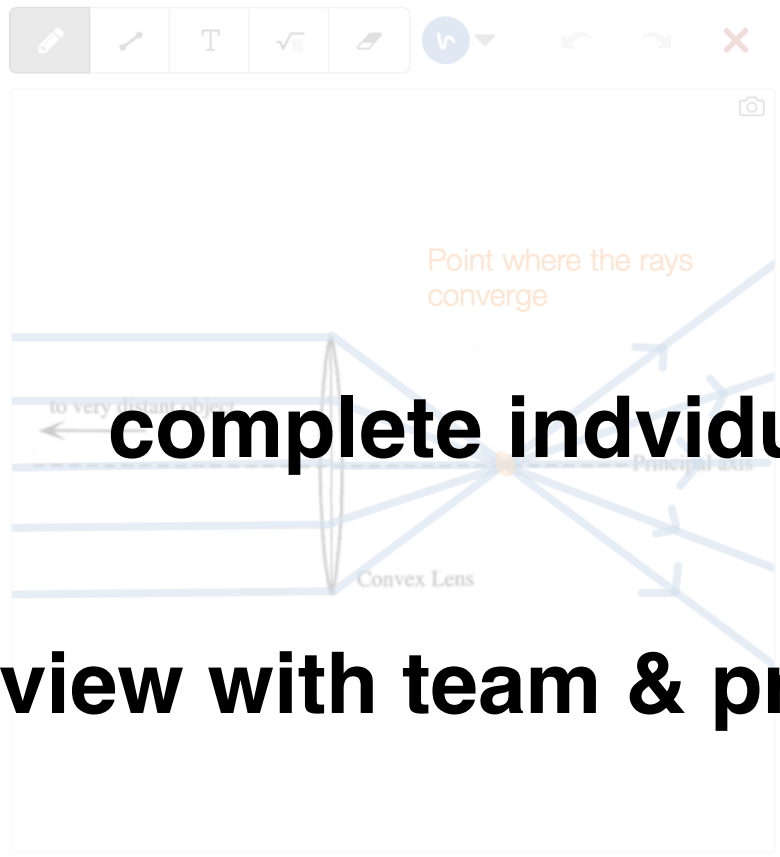 T
Point where the rays
converge
to very distant object
complete indvidu
Principal axis
Convex Lens
view with team & pr